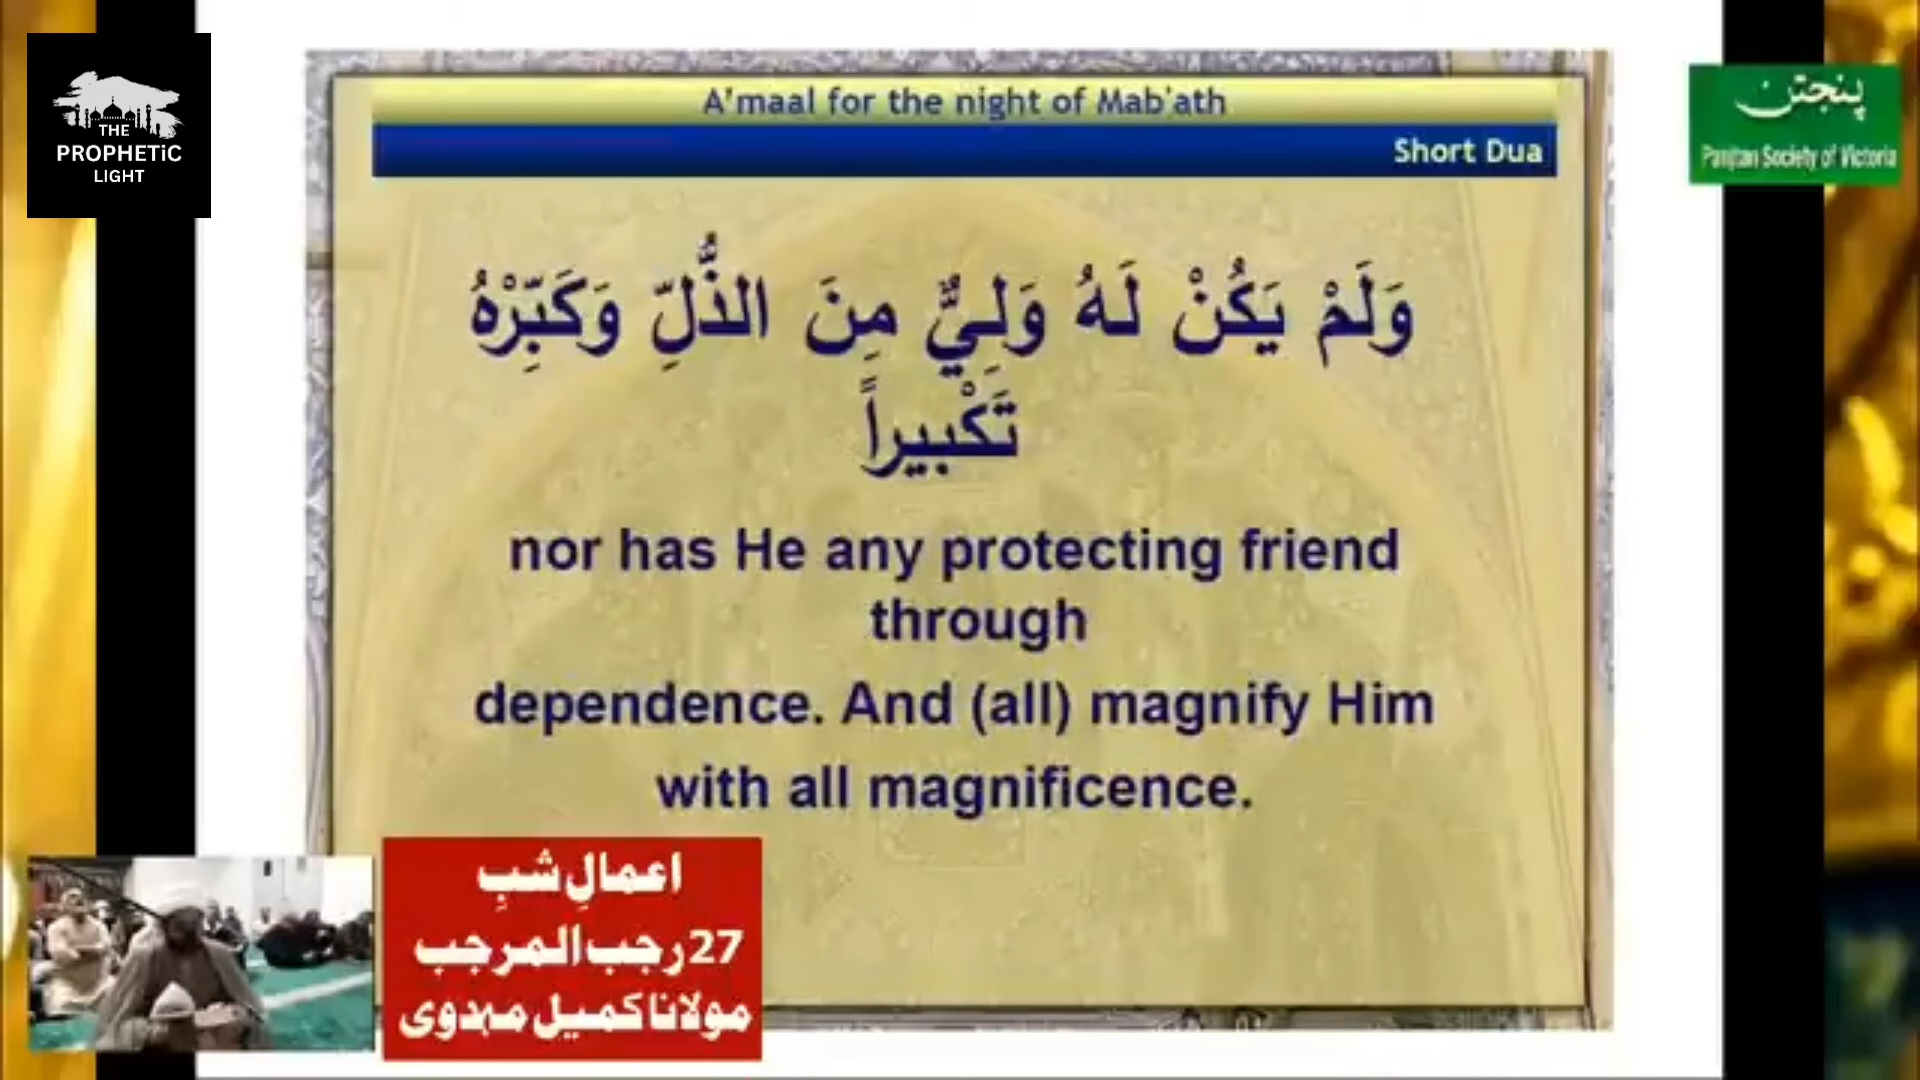 THE
PROPHETiC
LIGHT
A'maal for the night of Mab'ath
Short Dua
پنجتن
Panjtan Society of Victoria
وَلَمْ يَكُنْ لَهُ وَلِيٌّ مِنَ الذُّلِّ وَكَبِّرْهُ
تَكْبِيراً
nor has He any protecting friend
through
dependence. And (all) magnify Him
with all magnificence.
اعمالِ شبِ
27 رجب المرجب
مولانا کمیل مہدوی